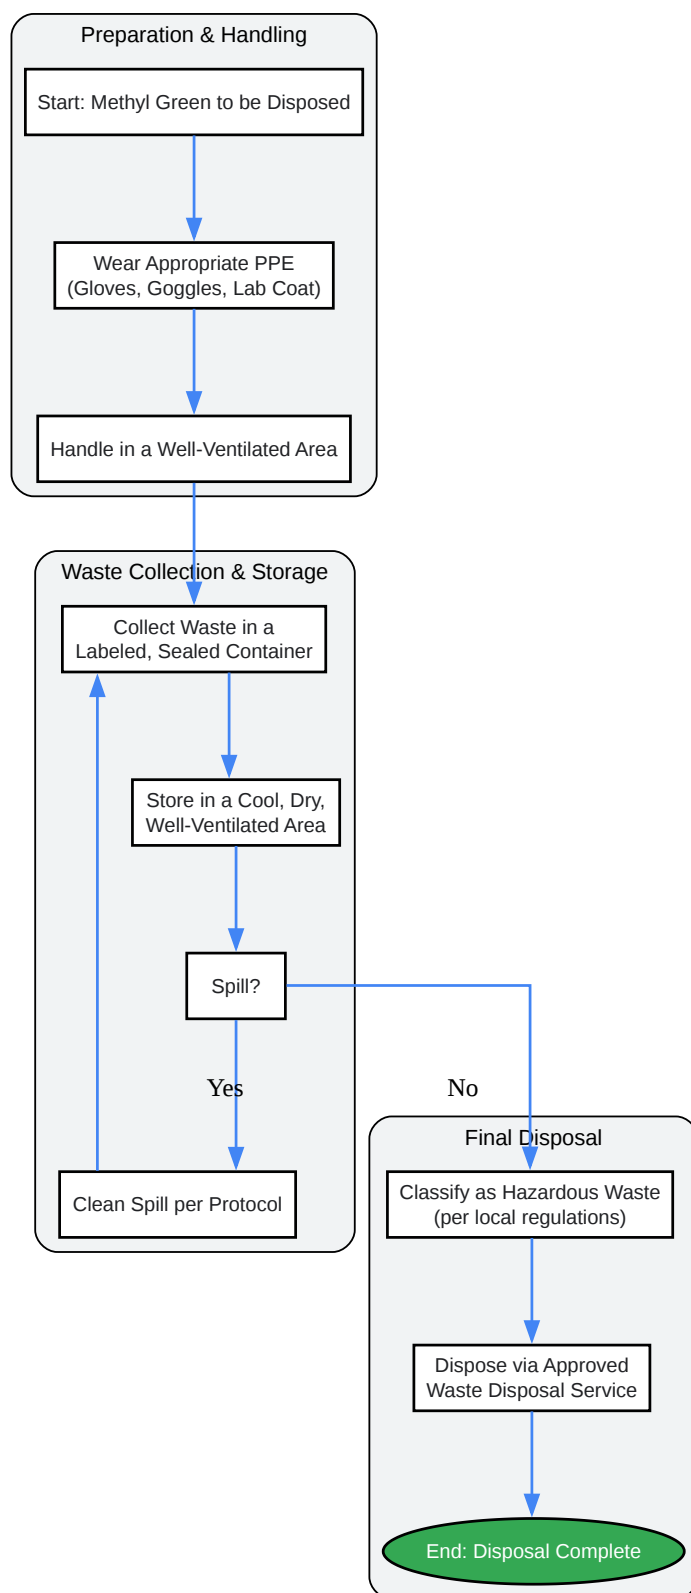 Preparation & Handling
Start: Methyl Green to be Disposed
Wear Appropriate PPE
(Gloves, Goggles, Lab Coat)
Handle in a Well-Ventilated Area
Waste Collection & Storage
Collect Waste in a
Labeled, Sealed Container
Store in a Cool, Dry,
Well-Ventilated Area
Spill?
Yes
No
Clean Spill per Protocol
Final Disposal
Classify as Hazardous Waste
(per local regulations)
Dispose via Approved
Waste Disposal Service
End: Disposal Complete